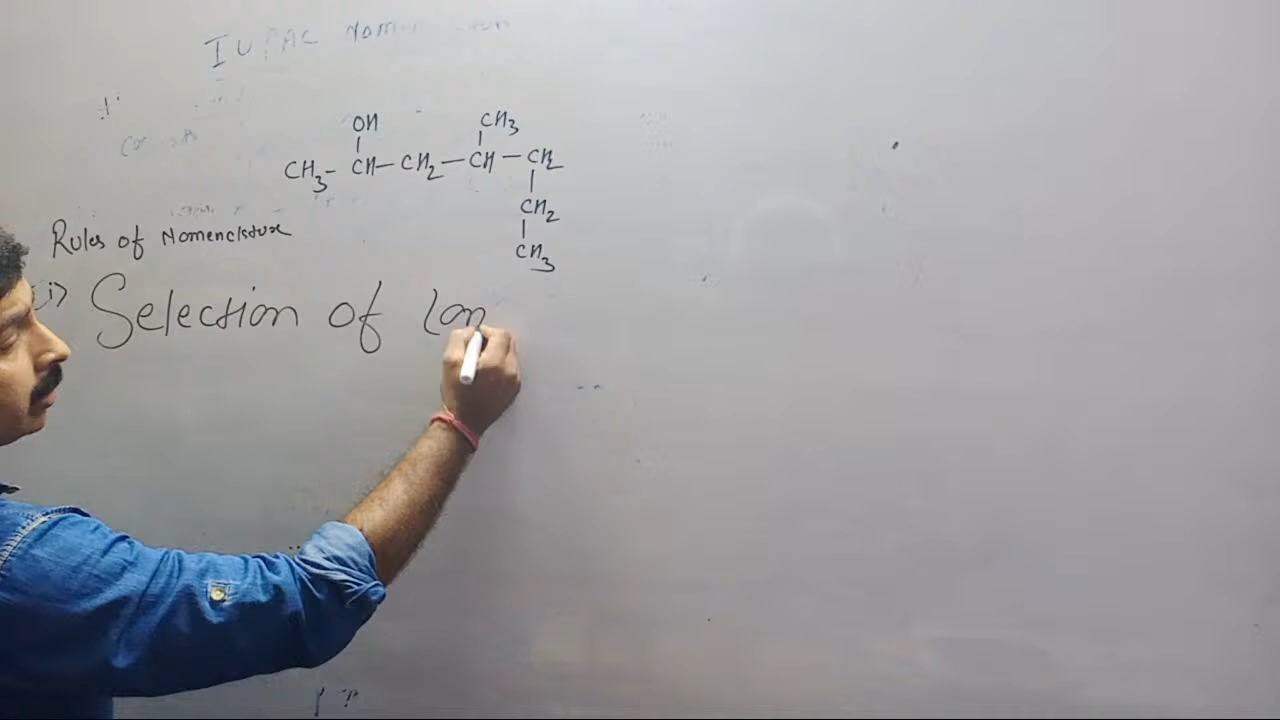 IUPAC
OH CH3
CH3 - CH - CH2 - CH - CH2
CH2
CH3
Rules of Nomenclature
i) Selection of lon